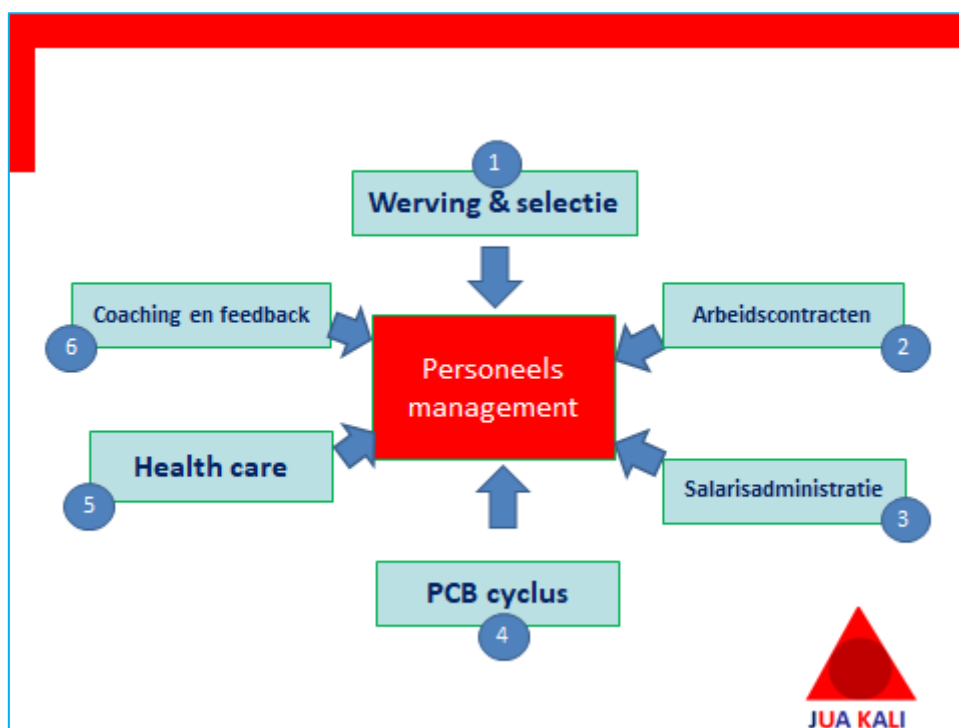 1
Werving & selectie
Coaching en feedback
6
Arbeidscontracten
2
Personeels
management
Health care
5
Salarisadministratie
3
PCB cyclus
4
JUA KALI